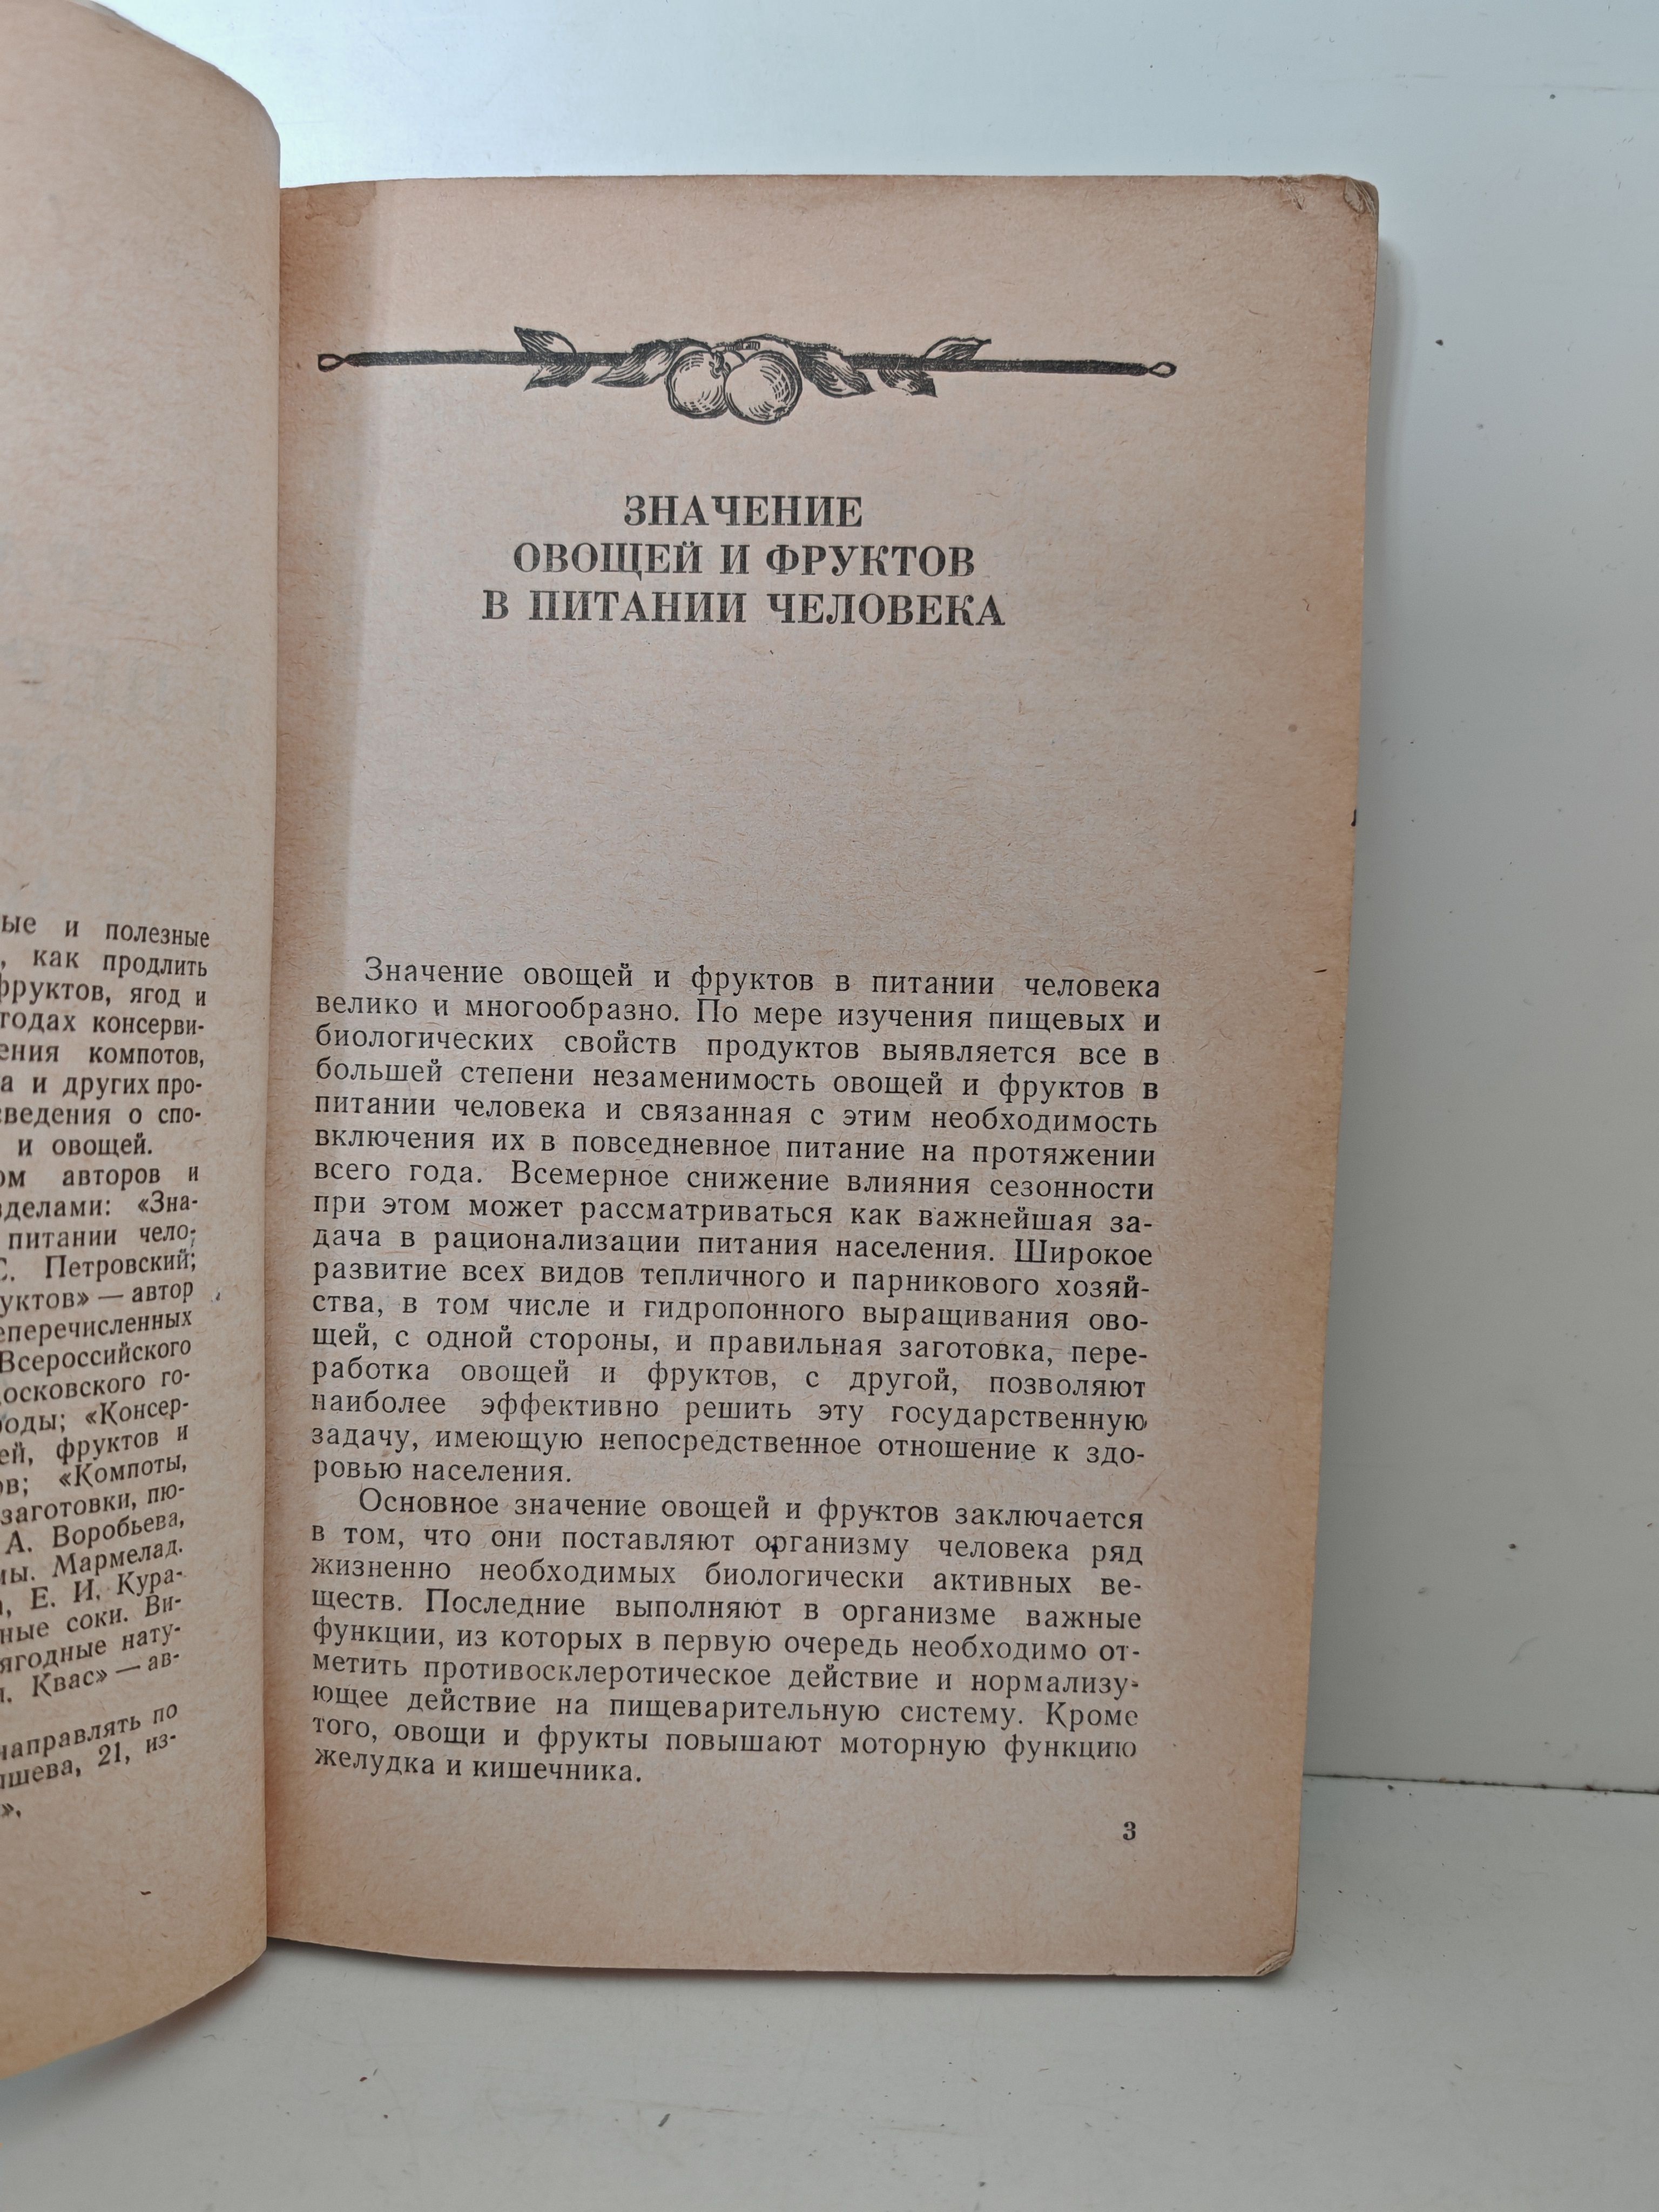 ые и полезные
, как продлить
фруктов, ягод и
тодах консерви-
ения компотов,
а и других про-
сведения о спо-
и овощей.
ом авторов и
зделами: «Зна-
питании чело-
С. Петровский;
уктов» — автор
еперечисленных
Всероссийского
Московского го-
роды; «Консер-
ей, фруктов и
ов; «Компоты,
заготовки, пю-
А. Воробьева,
мы. Мармелад.
Е. И. Кура-
ные соки. Ви-
ягодные нату-
Квас» — ав-
направлять по
ышева, 21, из-
»,
ЗНАЧЕНИЕ
ОВОЩЕЙ И ФРУКТОВ
В ПИТАНИИ ЧЕЛОВЕКА
Значение овощей и фруктов в питании человека
велико и многообразно. По мере изучения пищевых и
биологических свойств продуктов выявляется все в
большей степени незаменимость овощей и фруктов в
питании человека и связанная с этим необходимость
включения их в повседневное питание на протяжении
всего года. Всемерное снижение влияния сезонности
при этом может рассматриваться как важнейшая за-
дача в рационализации питания населения. Широкое
развитие всех видов тепличного и парникового хозяй-
ства, в том числе и гидропонного выращивания ово-
щей, с одной стороны, и правильная заготовка, пере-
работка овощей и фруктов, с другой, позволяют
наиболее эффективно решить эту государственную
задачу, имеющую непосредственное отношение к здо-
ровью населения.
Основное значение овощей и фруктов заключается
в том, что они поставляют организму человека ряд
жизненно необходимых биологически активных ве-
ществ. Последние выполняют в организме важные
функции, из которых в первую очередь необходимо от-
метить противосклеротическое действие и нормализу-
ющее действие на пищеварительную систему. Кроме
того, овощи и фрукты повышают моторную функцию
желудка и кишечника.
3